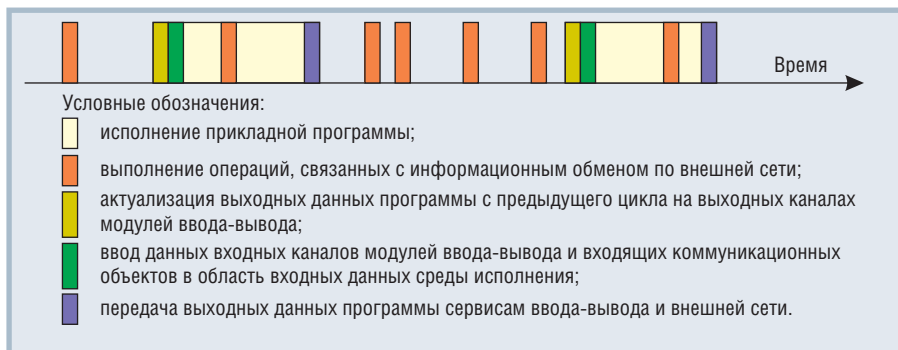 Время
Условные обозначения:
исполнение прикладной программы;
выполнение операций, связанных с информационным обменом по внешней сети;
актуализация выходных данных программы с предыдущего цикла на выходных каналах
модулей ввода-вывода;
ввод данных входных каналов модулей ввода-вывода и входящих коммуникационных
объектов в область входных данных среды исполнения;
передача выходных данных программы сервисам ввода-вывода и внешней сети.